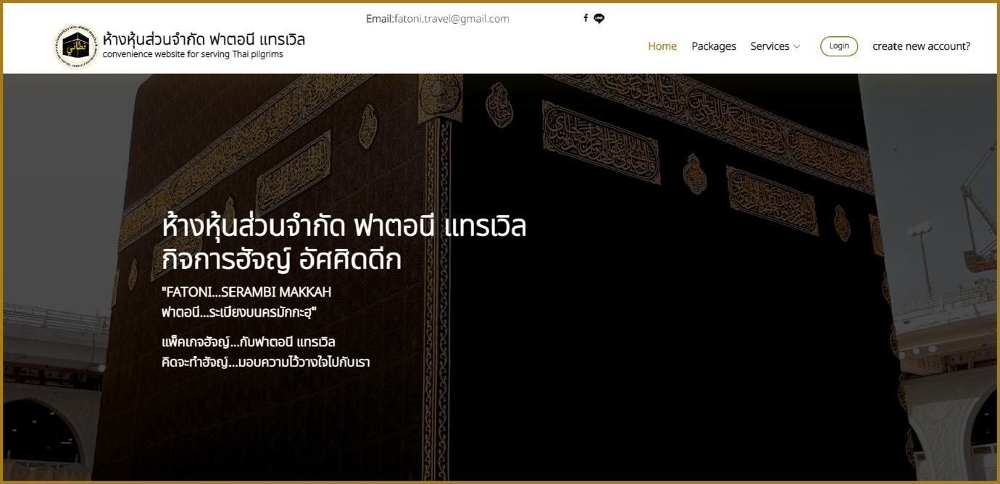 Email:fatoni.travel@gmail.com
LINE
ห้างหุ้นส่วนจำกัด ฟาตอนี แทรเวิล
convenience website for serving Thai pilgrims
فطاني
Home Packages Services Login create new account?
ห้างหุ้นส่วนจำกัด ฟาตอนี แทรเวิล
กิจการฮัจญ์ อัศศิดดีก
"FATONI...SERAMBI MAKKAH
ฟาตอนี...ระเบียงบนครมักกะฮฺ"
แพ็คเกจฮัจญ์...กับฟาตอนี แทรเวิล
คิดจะทำฮัจญ์...มอบความไว้วางใจไปกับเรา